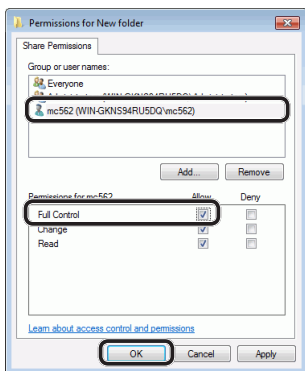 Permissions for New folder
Share Permissions
Group or user names:
Everyone
mc562 (WIN-GKNS94RU5DQ\mc562)
Add... Remove
Permissions for mc562 Allow Deny
Full Control
Change
Read
Learn about access control and permissions
OK Cancel Apply